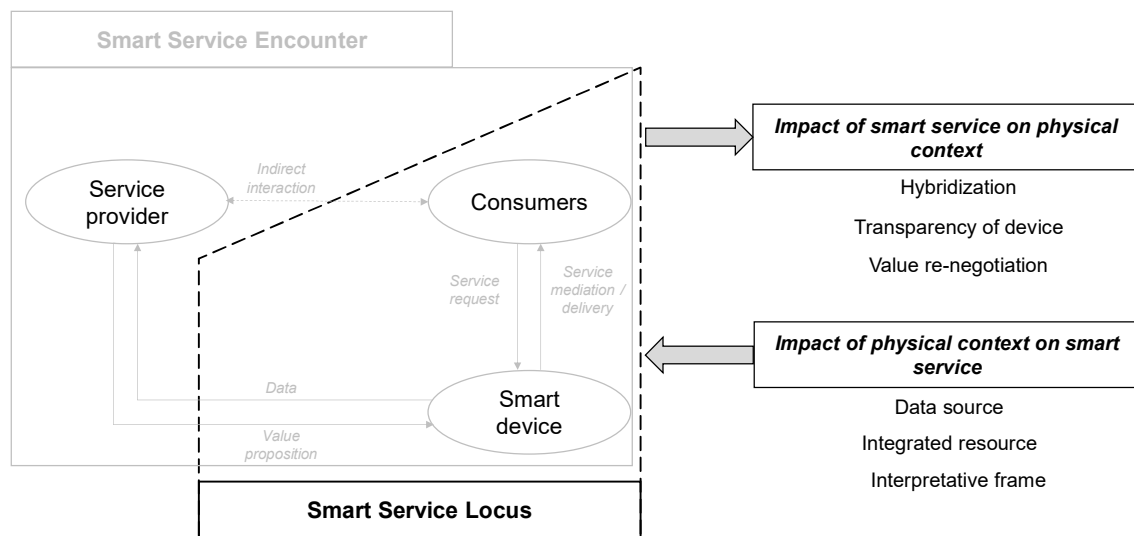 Smart Service Encounter
Service
provider
Indirect
interaction
Consumers
Service
request
Service
mediation /
delivery
Data
Value
proposition
Smart
device
Smart Service Locus
Impact of smart service on physical
context
Hybridization
Transparency of device
Value re-negotiation
Impact of physical context on smart
service
Data source
Integrated resource
Interpretative frame